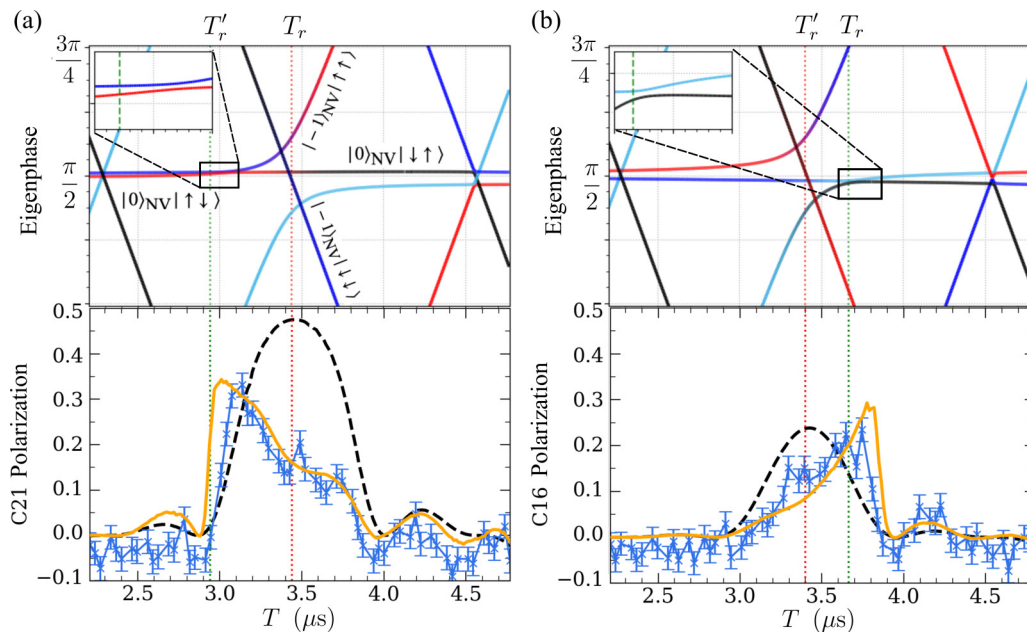 (a) T′r Tr (b) T′r Tr
3π/4 3π/4
|−1⟩NV|↑↑⟩
|0⟩NV|↓↑⟩
π/2 π/2
|0⟩NV|↑↓⟩
|−1⟩NV|↓↓⟩
Eigenphase Eigenphase
0.5 0.5
0.4 0.4
0.3 0.3
0.2 0.2
0.1 0.1
0.0 0.0
−0.1 −0.1
C21 Polarization C16 Polarization
2.5 3.0 3.5 4.0 4.5 2.5 3.0 3.5 4.0 4.5
T (μs) T (μs)